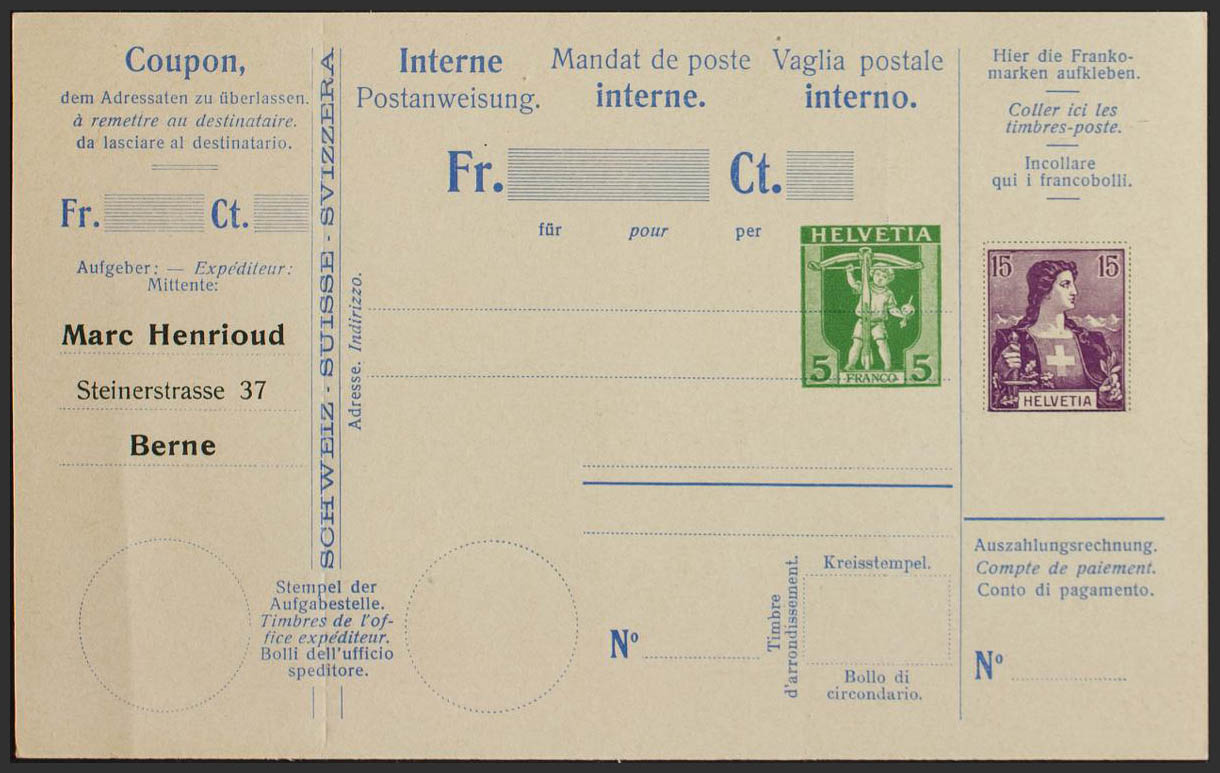 Coupon,
dem Adressaten zu überlassen.
à remettre au destinataire.
da lasciare al destinatario.
Fr. Ct.
Aufgeber: — Expéditeur:
Mittente:
Marc Henrioud
Steinerstrasse 37
Berne
SCHWEIZ - SUISSE - SVIZZERA
Stempel der
Aufgabestelle.
Timbres de l'of-
fice expéditeur.
Bolli dell'ufficio
speditore.
Interne
Postanweisung.
Mandat de poste
interne.
Vaglia postale
interno.
Fr. Ct.
für pour per
Adresse. Indirizzo.
HELVETIA
5 FRANCO 5
Nº
Timbre
d'arrondissement.
Kreisstempel.
Bollo di
circondario.
Hier die Franko-
marken aufkleben.
Coller ici les
timbres-poste.
Incollare
qui i francobolli.
15 15
HELVETIA
Auszahlungsrechnung.
Compte de paiement.
Conto di pagamento.
Nº